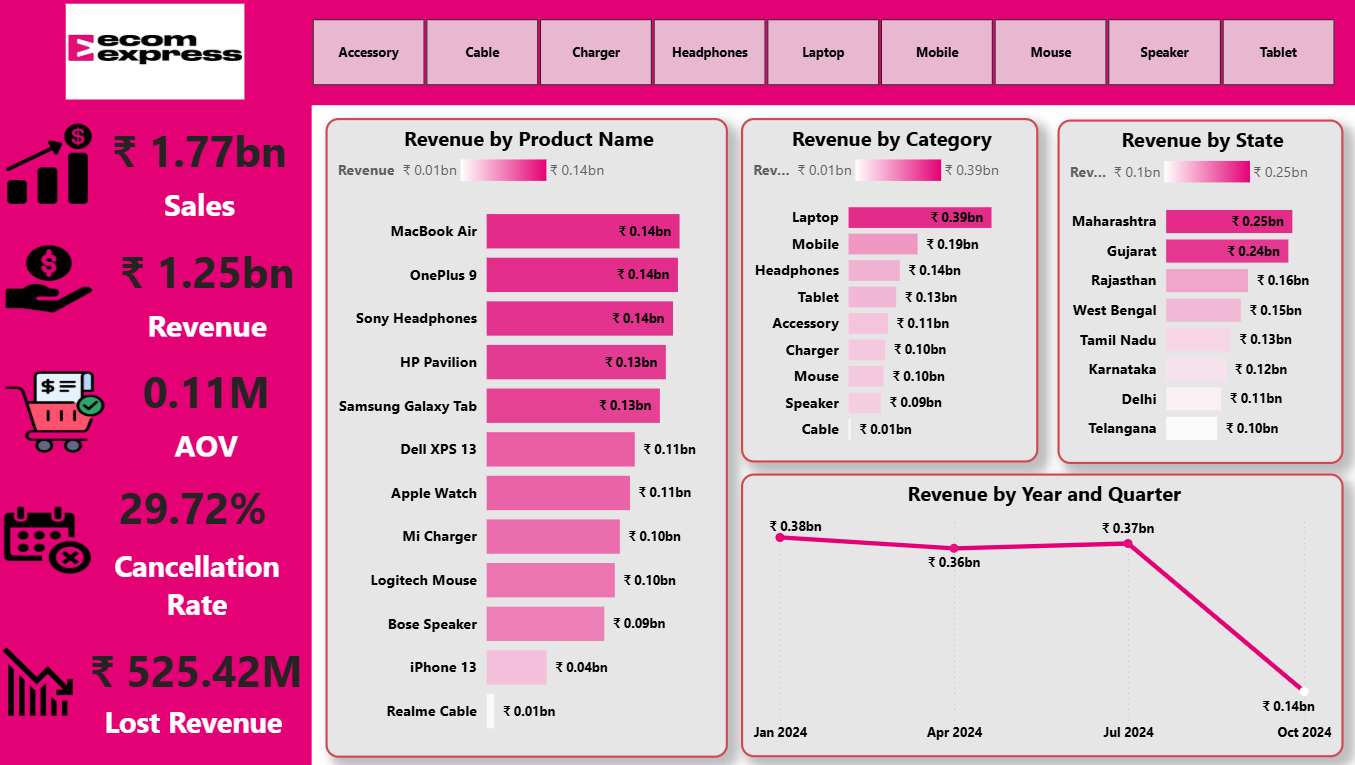 ecom
express
Accessory
Cable
Charger
Headphones
Laptop
Mobile
Mouse
Speaker
Tablet
₹ 1.77bn
Sales
₹ 1.25bn
Revenue
0.11M
AOV
29.72%
Cancellation
Rate
₹ 525.42M
Lost Revenue
Revenue by Product Name
Revenue ₹ 0.01bn ₹ 0.14bn
MacBook Air ₹ 0.14bn
OnePlus 9 ₹ 0.14bn
Sony Headphones ₹ 0.14bn
HP Pavilion ₹ 0.13bn
Samsung Galaxy Tab ₹ 0.13bn
Dell XPS 13 ₹ 0.11bn
Apple Watch ₹ 0.11bn
Mi Charger ₹ 0.10bn
Logitech Mouse ₹ 0.10bn
Bose Speaker ₹ 0.09bn
iPhone 13 ₹ 0.04bn
Realme Cable ₹ 0.01bn
Revenue by Category
Rev... ₹ 0.01bn ₹ 0.39bn
Laptop ₹ 0.39bn
Mobile ₹ 0.19bn
Headphones ₹ 0.14bn
Tablet ₹ 0.13bn
Accessory ₹ 0.11bn
Charger ₹ 0.10bn
Mouse ₹ 0.10bn
Speaker ₹ 0.09bn
Cable ₹ 0.01bn
Revenue by State
Rev... ₹ 0.1bn ₹ 0.25bn
Maharashtra ₹ 0.25bn
Gujarat ₹ 0.24bn
Rajasthan ₹ 0.16bn
West Bengal ₹ 0.15bn
Tamil Nadu ₹ 0.13bn
Karnataka ₹ 0.12bn
Delhi ₹ 0.11bn
Telangana ₹ 0.10bn
Revenue by Year and Quarter
₹ 0.38bn
₹ 0.36bn
₹ 0.37bn
₹ 0.14bn
Jan 2024
Apr 2024
Jul 2024
Oct 2024
$
$
$